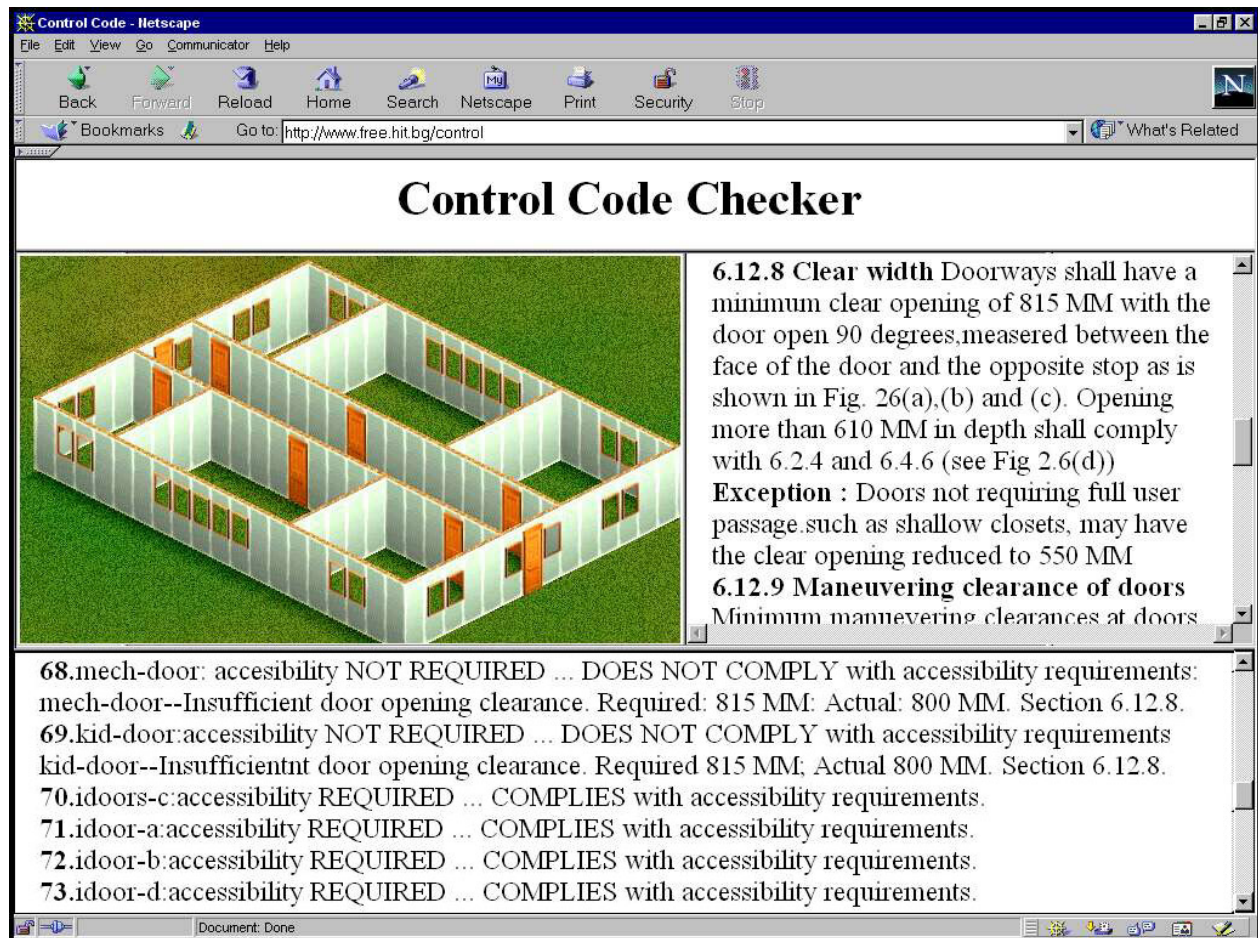 Control Code - Netscape
File Edit View Go Communicator Help
My
N
Back Forward Reload Home Search Netscape Print Security Stop
Bookmarks Go to: http://www.free.hit.bg/control What's Related
Control Code Checker
6.12.8 Clear width Doorways shall have a
minimum clear opening of 815 MM with the
door open 90 degrees,measered between the
face of the door and the opposite stop as is
shown in Fig. 26(a),(b) and (c). Opening
more than 610 MM in depth shall comply
with 6.2.4 and 6.4.6 (see Fig 2.6(d))
Exception : Doors not requiring full user
passage.such as shallow closets, may have
the clear opening reduced to 550 MM
6.12.9 Maneuvering clearance of doors
Minimum manuevering clearances at doors
68.mech-door: accesibility NOT REQUIRED ... DOES NOT COMPLY with accessibility requirements:
mech-door--Insufficient door opening clearance. Required: 815 MM: Actual: 800 MM. Section 6.12.8.
69.kid-door:accessibility NOT REQUIRED ... DOES NOT COMPLY with accessibility requirements
kid-door--Insufficientnt door opening clearance. Required 815 MM; Actual 800 MM. Section 6.12.8.
70.idoors-c:accessibility REQUIRED ... COMPLIES with accessibility requirements.
71.idoor-a:accessibility REQUIRED ... COMPLIES with accessibility requirements.
72.idoor-b:accessibility REQUIRED ... COMPLIES with accessibility requirements.
73.idoor-d:accessibility REQUIRED ... COMPLIES with accessibility requirements.
Document: Done